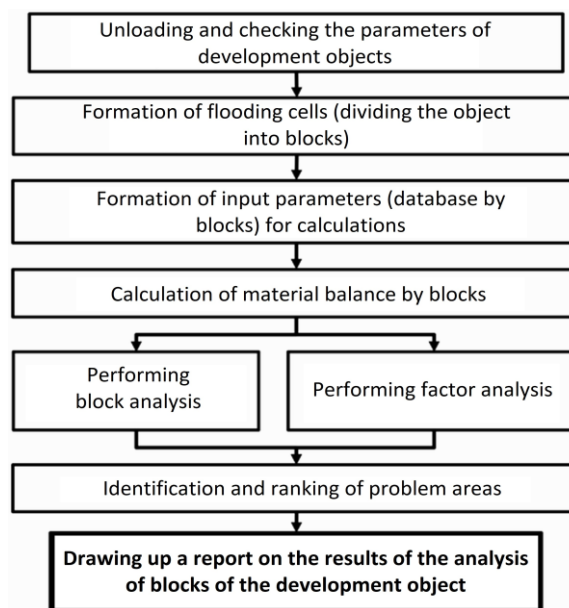 Unloading and checking the parameters of
development objects
Formation of flooding cells (dividing the object
into blocks)
Formation of input parameters (database by
blocks) for calculations
Calculation of material balance by blocks
Performing
block analysis
Performing factor analysis
Identification and ranking of problem areas
Drawing up a report on the results of the analysis
of blocks of the development object